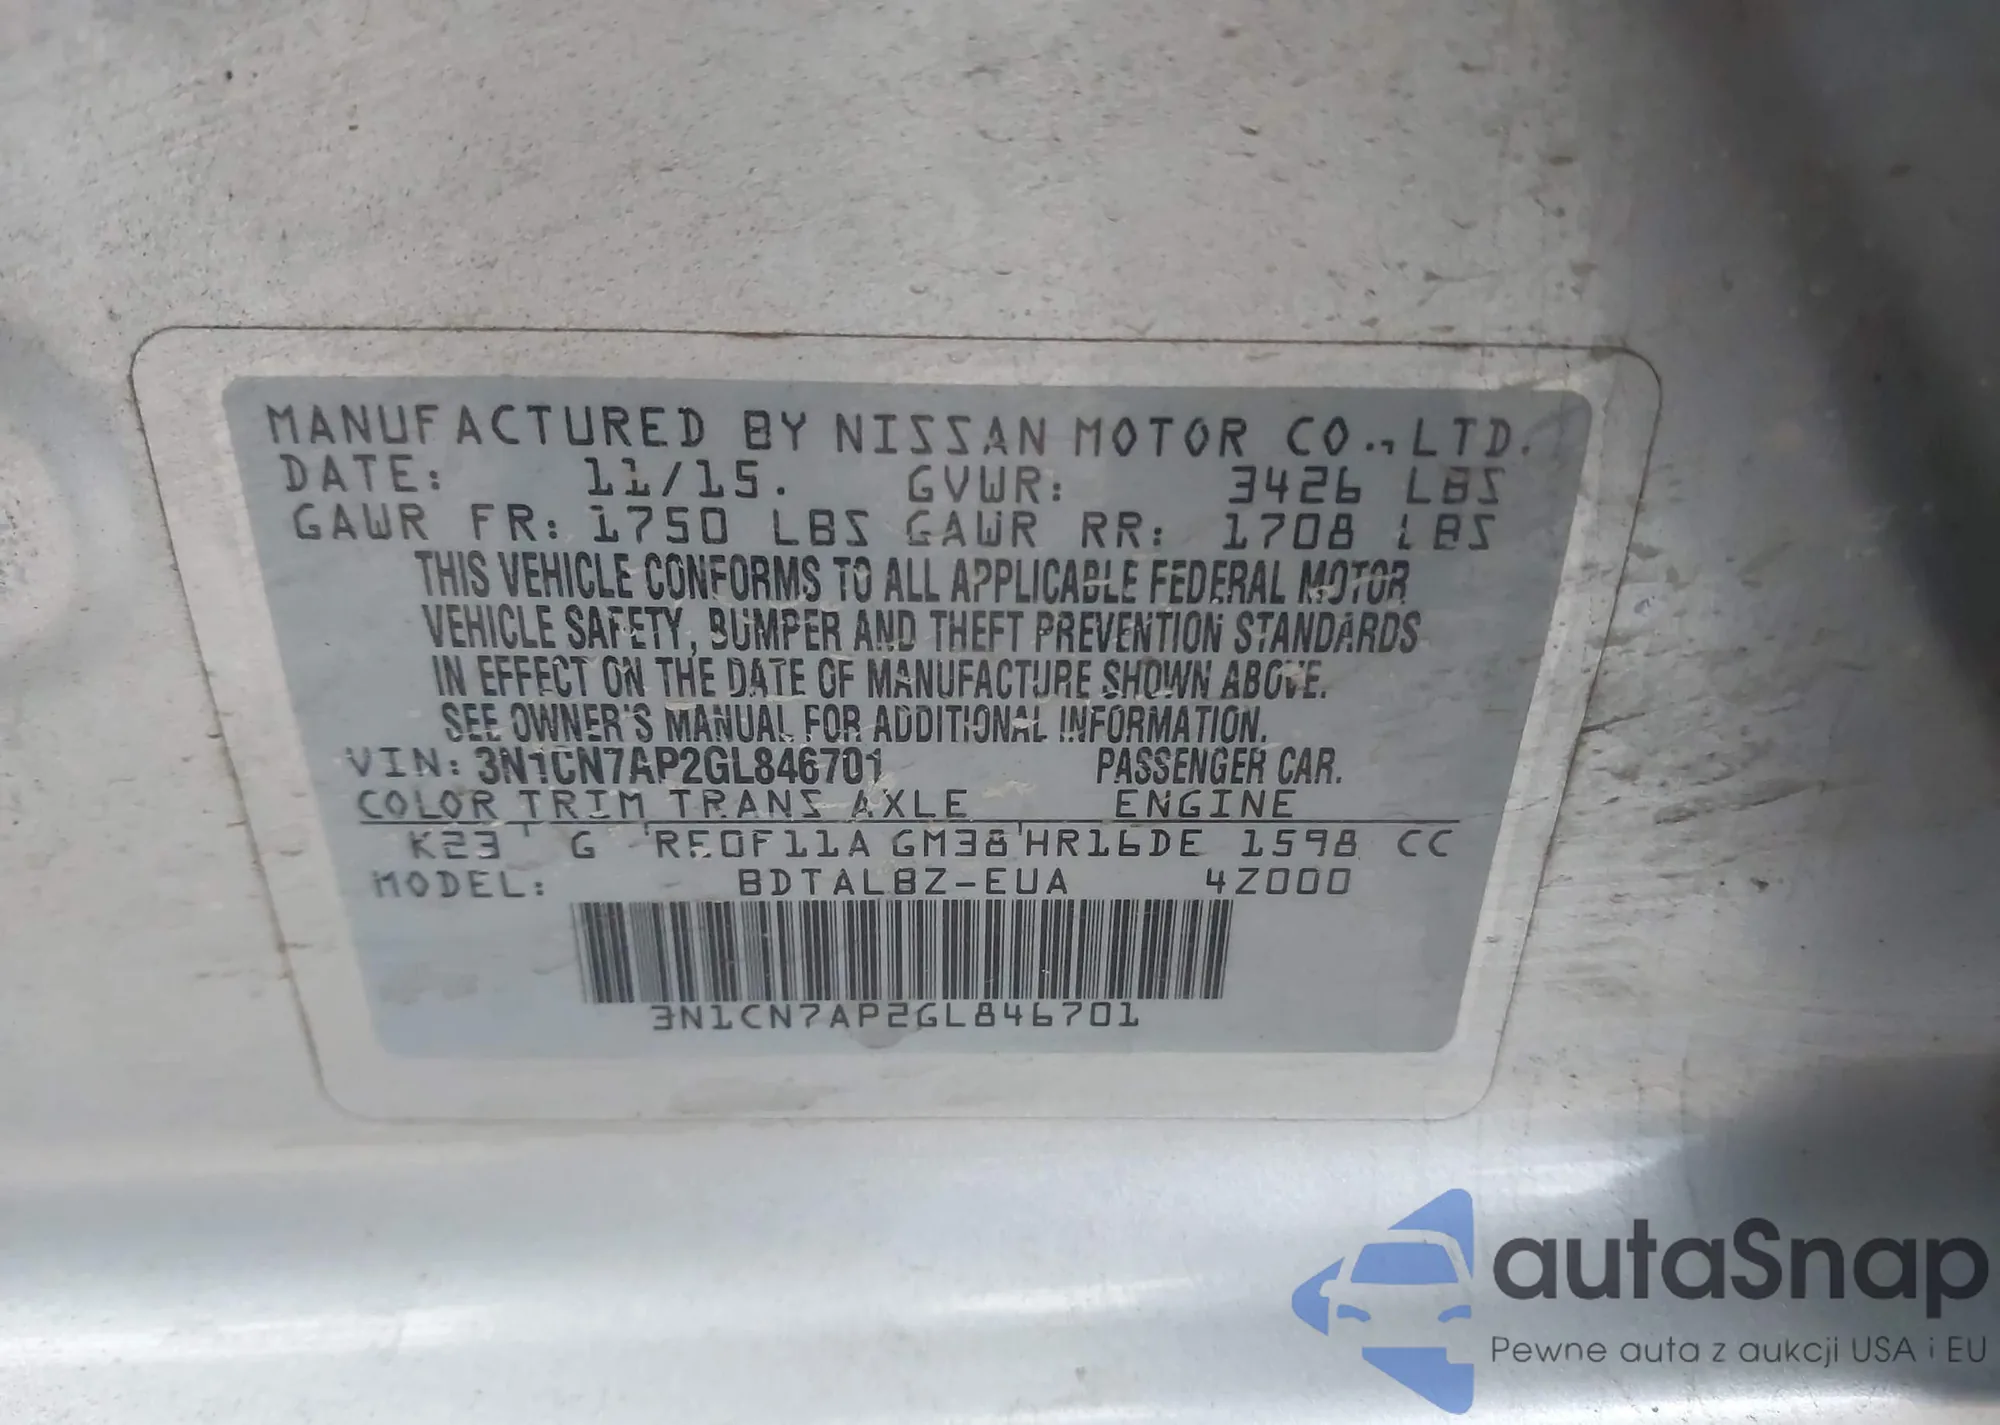 MANUFACTURED BY NISSAN MOTOR CO., LTD.
DATE: 11/15. GVWR: 3426 LBS
GAWR FR: 1750 LBS GAWR RR: 1708 LBS
THIS VEHICLE CONFORMS TO ALL APPLICABLE FEDERAL MOTOR
VEHICLE SAFETY, BUMPER AND THEFT PREVENTION STANDARDS
IN EFFECT ON THE DATE OF MANUFACTURE SHOWN ABOVE.
SEE OWNER'S MANUAL FOR ADDITIONAL INFORMATION.
VIN: 3N1CN7AP2GL846701 PASSENGER CAR.
COLOR TRIM TRANS AXLE ENGINE
K23 G RE0F11A GM38 HR16DE 1598 CC
MODEL: BDTALBZ-EUA 4Z000
3N1CN7AP2GL846701
autaSnap
Pewne auta z aukcji USA i EU